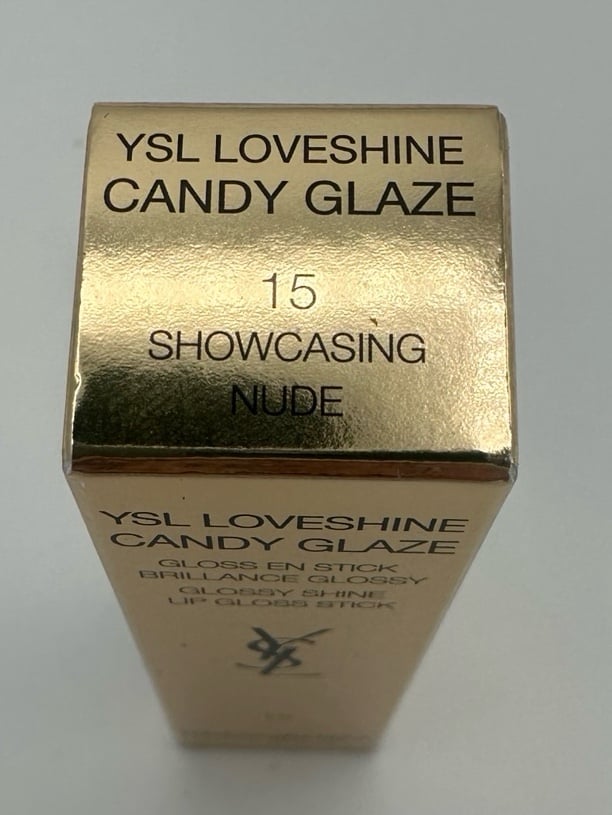 YSL LOVESHINE
CANDY GLAZE
15
SHOWCASING
NUDE
YSL LOVESHINE
CANDY GLAZE
GLOSS EN STICK
BRILLANCE GLOSSY
GLOSSY SHINE
LIP GLOSS STICK
YSL